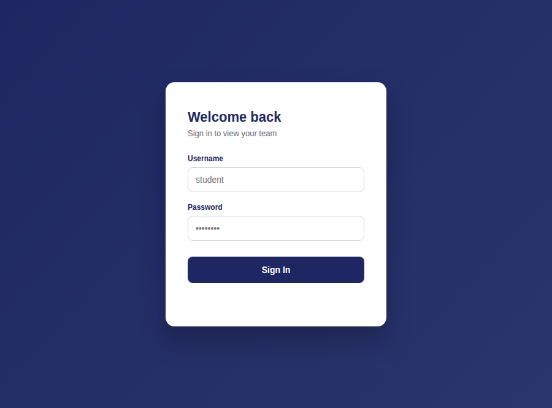 Welcome back
Sign in to view your team
Username
student
Password
••••••••
Sign In